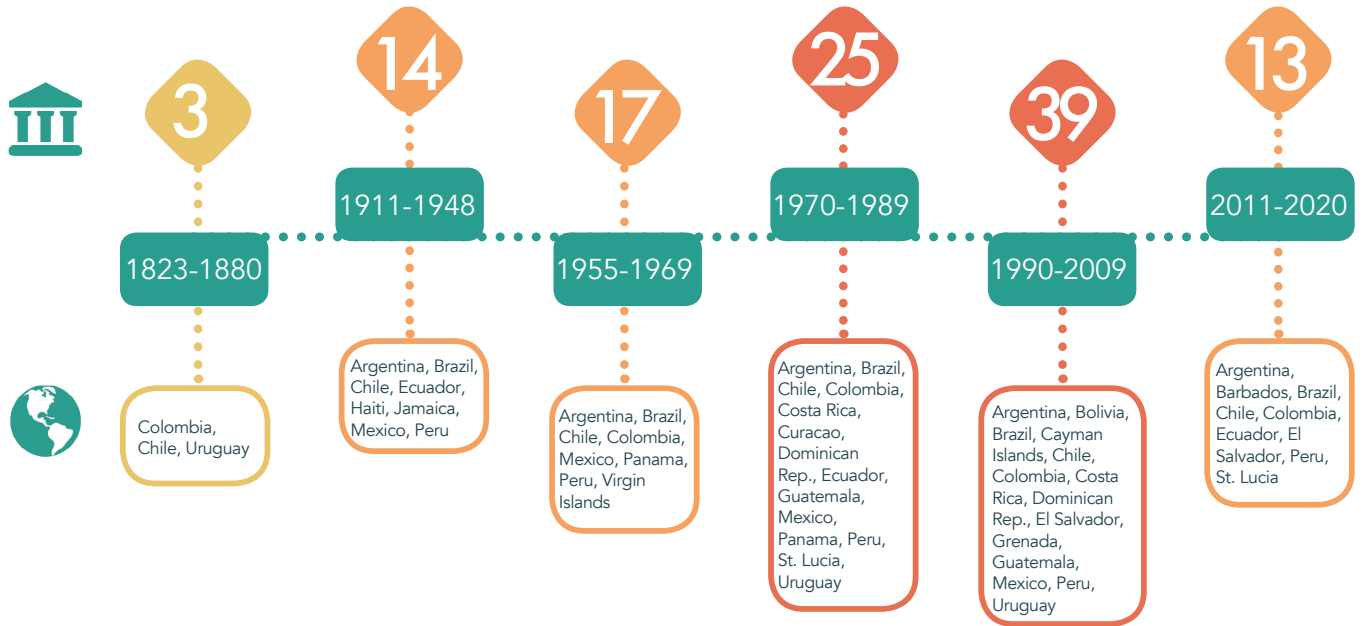 3
14
17
25
39
13
1823-1880
1911-1948
1955-1969
1970-1989
1990-2009
2011-2020
Colombia,
Chile, Uruguay
Argentina, Brazil,
Chile, Ecuador,
Haiti, Jamaica,
Mexico, Peru
Argentina, Brazil,
Chile, Colombia,
Mexico, Panama,
Peru, Virgin
Islands
Argentina, Brazil,
Chile, Colombia,
Costa Rica,
Curacao,
Dominican
Rep., Ecuador,
Guatemala,
Mexico,
Panama, Peru,
St. Lucia,
Uruguay
Argentina, Bolivia,
Brazil, Cayman
Islands, Chile,
Colombia, Costa
Rica, Dominican
Rep., El Salvador,
Grenada,
Guatemala,
Mexico, Peru,
Uruguay
Argentina,
Barbados, Brazil,
Chile, Colombia,
Ecuador, El
Salvador, Peru,
St. Lucia